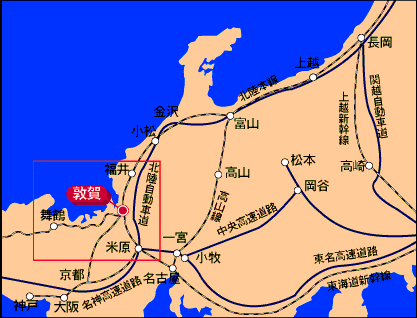 長岡
上越
北陸本線
関越自動車道
上越新幹線
金沢
富山
小松
高崎
松本
福井
北陸自動車道
高山
岡谷
敦賀
高山線
舞鶴
中央高速道路
一宮
米原
小牧
東名高速道路
京都
名古屋
東海道新幹線
名神高速道路
神戸
大阪